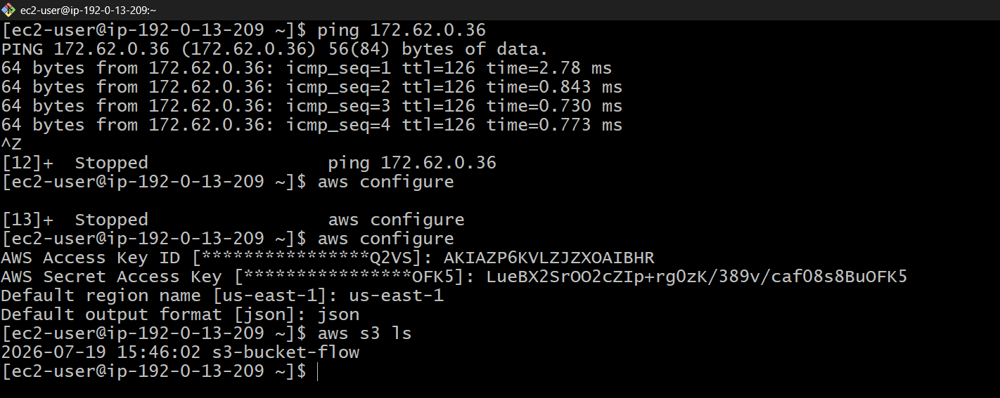 ec2-user@ip-192-0-13-209:~
[ec2-user@ip-192-0-13-209 ~]$ ping 172.62.0.36
PING 172.62.0.36 (172.62.0.36) 56(84) bytes of data.
64 bytes from 172.62.0.36: icmp_seq=1 ttl=126 time=2.78 ms
64 bytes from 172.62.0.36: icmp_seq=2 ttl=126 time=0.843 ms
64 bytes from 172.62.0.36: icmp_seq=3 ttl=126 time=0.730 ms
64 bytes from 172.62.0.36: icmp_seq=4 ttl=126 time=0.773 ms
^Z
[12]+  Stopped                 ping 172.62.0.36
[ec2-user@ip-192-0-13-209 ~]$ aws configure
[13]+  Stopped                 aws configure
[ec2-user@ip-192-0-13-209 ~]$ aws configure
AWS Access Key ID [****************Q2VS]: AKIAZP6KVLZJZXOAIBHR
AWS Secret Access Key [****************OFK5]: 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
Default region name [us-east-1]: us-east-1
Default output format [json]: json
[ec2-user@ip-192-0-13-209 ~]$ aws s3 ls
2026-07-19 15:46:02 s3-bucket-flow
[ec2-user@ip-192-0-13-209 ~]$